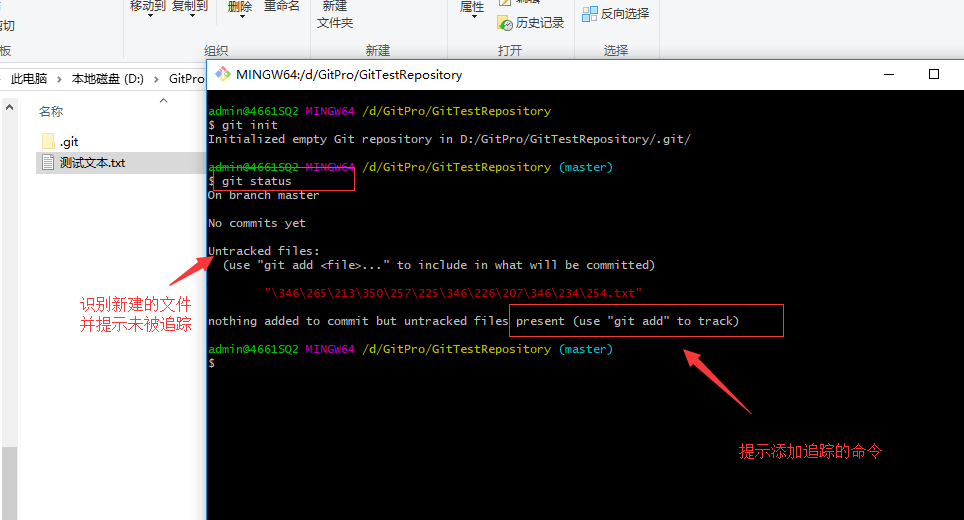 移动到 复制到 删除 重命名 新建
文件夹 属性 历史记录 反向选择
剪切
板 组织 新建 打开 选择
此电脑 › 本地磁盘 (D:) › GitPro
名称
.git
测试文本.txt
MINGW64:/d/GitPro/GitTestRepository
admin@4661SQ2 MINGW64 /d/GitPro/GitTestRepository
$ git init
Initialized empty Git repository in D:/GitPro/GitTestRepository/.git/
admin@4661SQ2 MINGW64 /d/GitPro/GitTestRepository (master)
$ git status
On branch master
No commits yet
Untracked files:
(use "git add <file>..." to include in what will be committed)
"\346\265\213\350\257\225\346\226\207\346\234\254.txt"
nothing added to commit but untracked files present (use "git add" to track)
admin@4661SQ2 MINGW64 /d/GitPro/GitTestRepository (master)
$
识别新建的文件
并提示未被追踪
提示添加追踪的命令